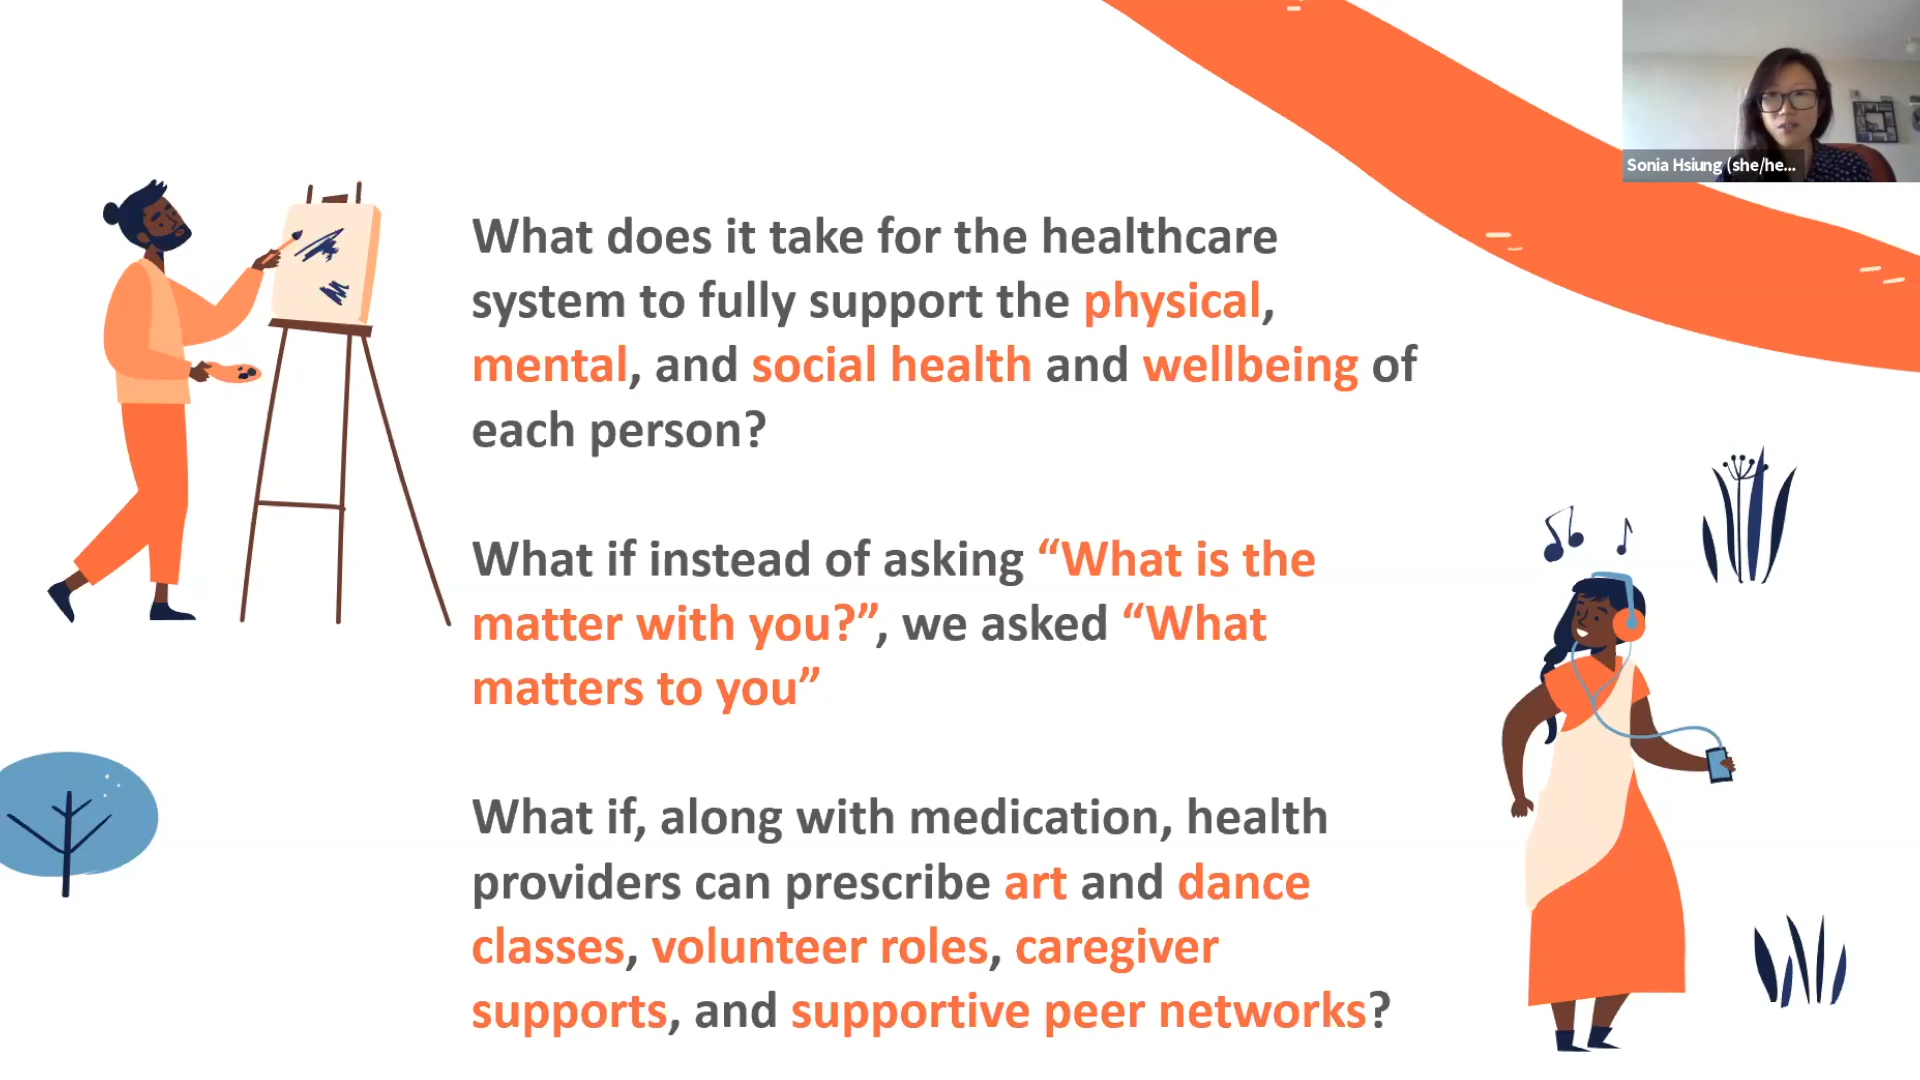 Sonia Hsiung (she/he...
What does it take for the healthcare
system to fully support the physical,
mental, and social health and wellbeing of
each person?
What if instead of asking “What is the
matter with you?”, we asked “What
matters to you”
What if, along with medication, health
providers can prescribe art and dance
classes, volunteer roles, caregiver
supports, and supportive peer networks?